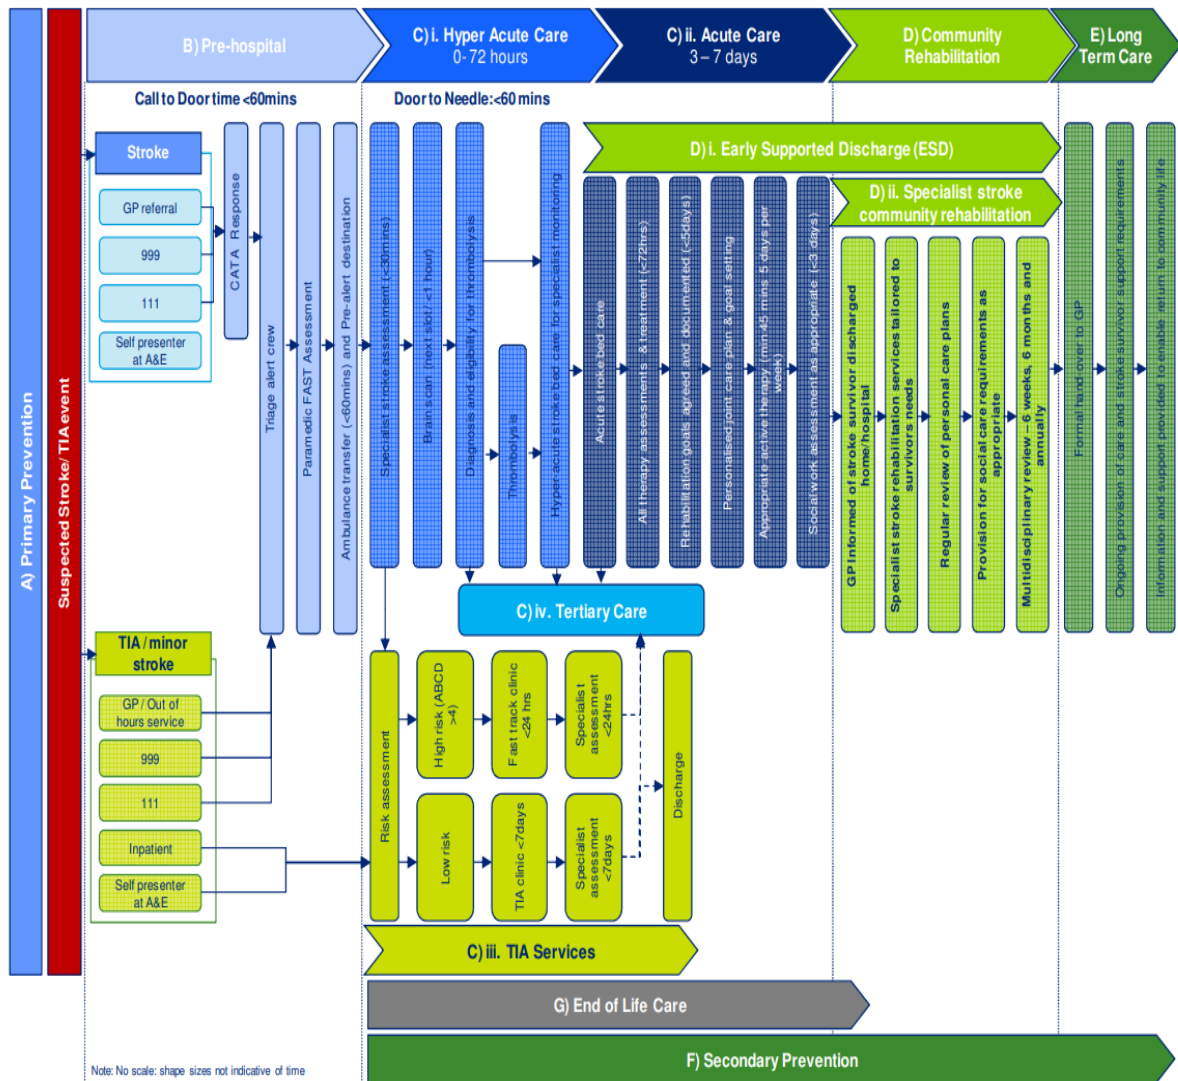 B) Pre-hospital
C) i. Hyper Acute Care
0- 72 hours
C) ii. Acute Care
3 – 7 days
D) Community
Rehabilitation
E) Long
Term Care
Call to Door time <60mins
Door to Needle: <60 mins
A) Primary Prevention
Suspected Stroke/ TIA event
Stroke
GP referral
999
111
Self presenter
at A&E
CATA Response
Triage alert crew
Paramedic FAST Assessment
Ambulance transfer (<60mins) and Pre-alert destination
Specialist stroke assessment (<30mins)
Brain scan (next slot/ <1 hour)
Diagnosis and eligibility for thrombolysis
Thrombolysis
Hyper acute stroke bed care for specialist monitoring
D) i. Early Supported Discharge (ESD)
Acute stroke bed care
All therapy assessments & treatment (<72hrs)
Rehabilitation goals agreed and documented (<5days)
Personalised joint care plan & goal setting
Appropriate active therapy (min 45 mins 5 days per
week)
Social work assessment as appropriate (<3 days)
D) ii. Specialist stroke
community rehabilitation
GP Informed of stroke survivor discharged
home/hospital
Specialist stroke rehabilitation services tailored to
survivors needs
Regular review of personal care plans
Provision for social care requirements as
appropriate
Multidisciplinary review – 6 weeks, 6 months and
annually
Formal hand over to GP
Ongoing provision of care and stroke survivor support requirements
Information and support provided to enable return to community life
C) iv. Tertiary Care
TIA / minor
stroke
GP / Out of
hours service
999
111
Inpatient
Self presenter
at A&E
Risk assessment
High risk (ABCD
>4)
Fast track clinic
<24 hrs
Specialist
assessment
<24hrs
Low risk
TIA clinic <7days
Specialist
assessment
<7days
Discharge
C) iii. TIA Services
G) End of Life Care
F) Secondary Prevention
Note: No scale: shape sizes not indicative of time